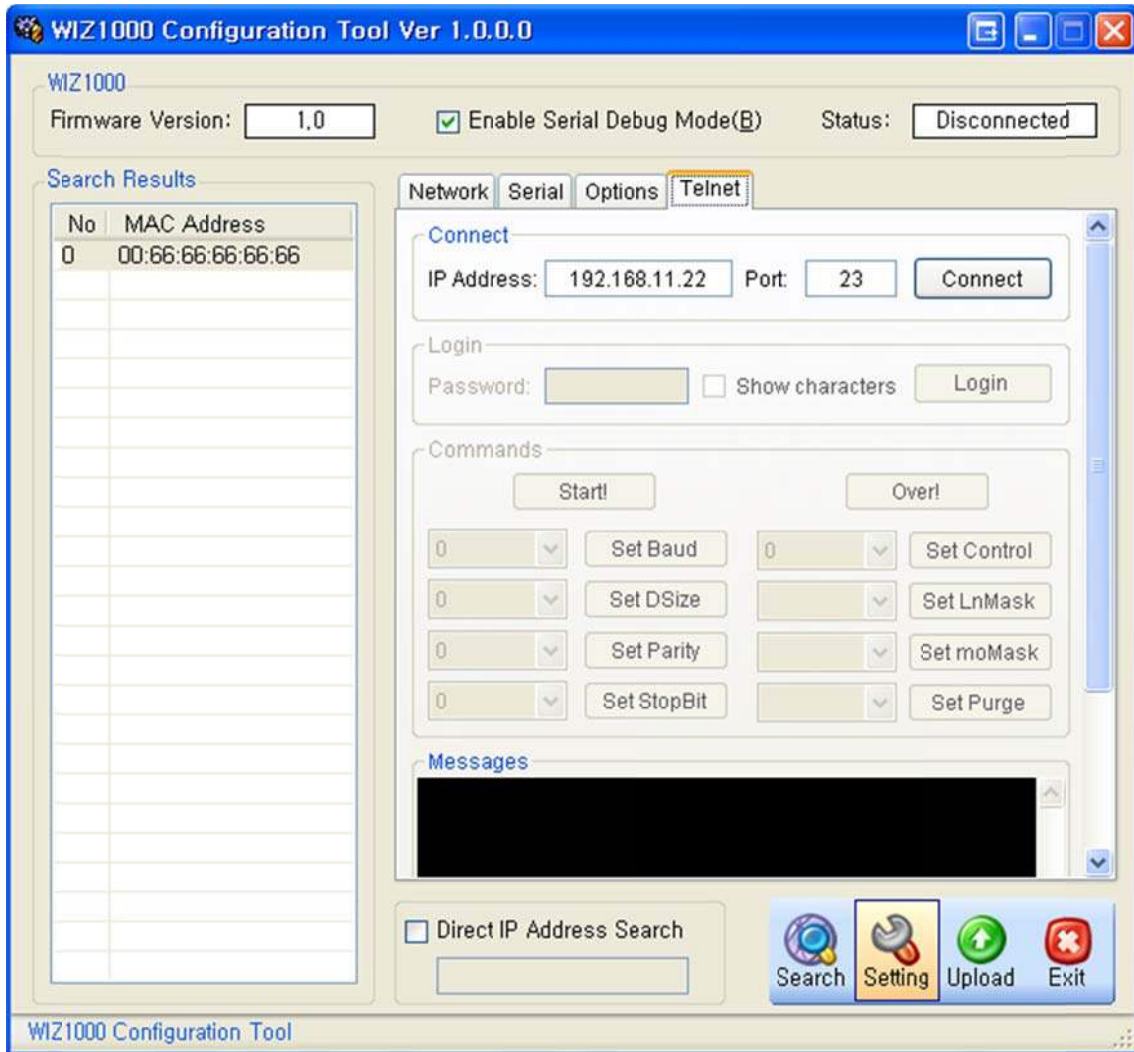 WIZ1000 Configuration Tool Ver 1.0.0.0
WIZ1000
Firmware Version: 1,0 Enable Serial Debug Mode(B) Status: Disconnected
Search Results
No MAC Address
0 00:66:66:66:66:66
Network Serial Options Telnet
Connect
IP Address: 192.168.11.22 Port: 23 Connect
Login
Password: Show characters Login
Commands
Start! Over!
0 Set Baud 0 Set Control
0 Set DSize Set LnMask
0 Set Parity Set moMask
0 Set StopBit Set Purge
Messages
Direct IP Address Search
Search Setting Upload Exit
WIZ1000 Configuration Tool